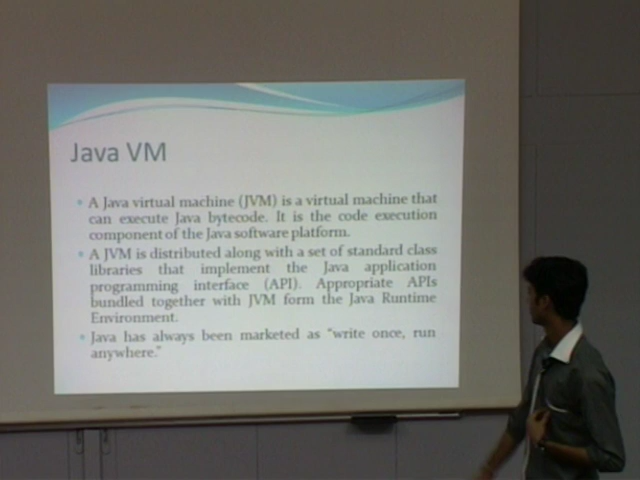 Java VM
A Java virtual machine (JVM) is a virtual machine that
can execute Java bytecode. It is the code execution
component of the Java software platform.
A JVM is distributed along with a set of standard class
libraries that implement the Java application
programming interface (API). Appropriate APIs
bundled together with JVM form the Java Runtime
Environment.
Java has always been marketed as "write once, run
anywhere."